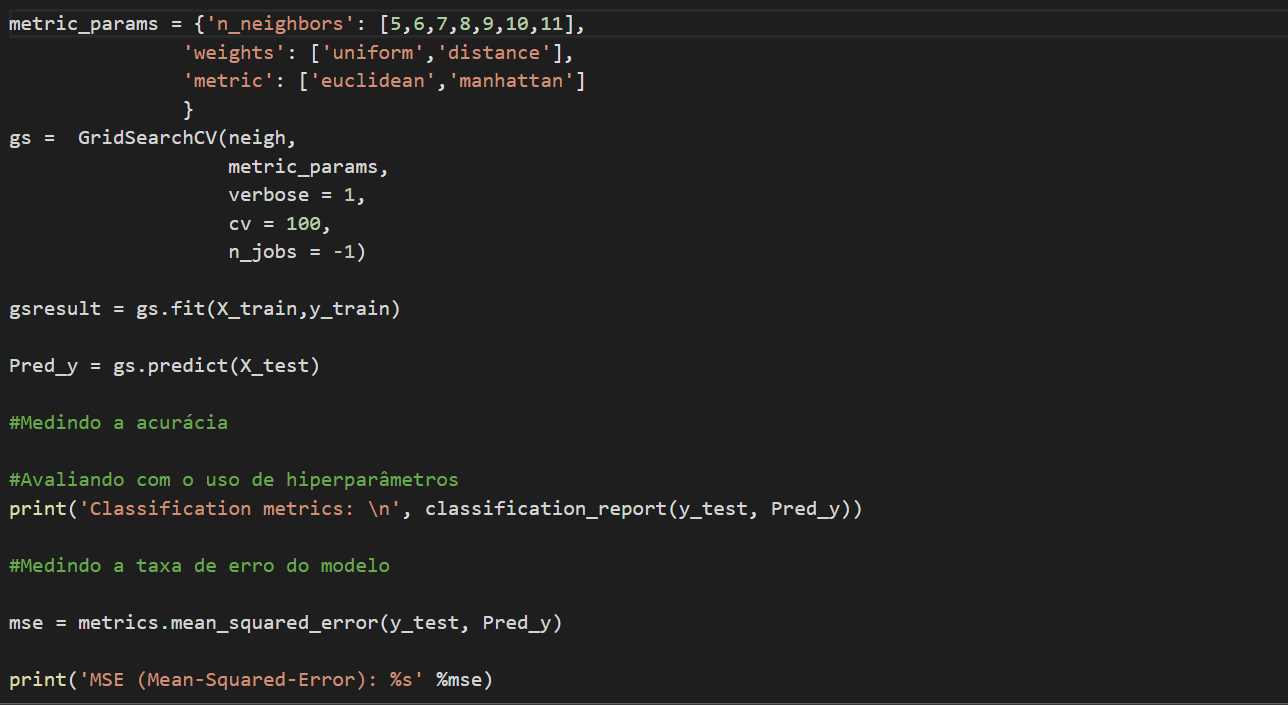 metric_params = {'n_neighbors': [5,6,7,8,9,10,11],
               'weights': ['uniform','distance'],
               'metric': ['euclidean','manhattan']
               }
gs =  GridSearchCV(neigh,
                   metric_params,
                   verbose = 1,
                   cv = 100,
                   n_jobs = -1)

gsresult = gs.fit(X_train,y_train)

Pred_y = gs.predict(X_test)

#Medindo a acurácia

#Avaliando com o uso de hiperparâmetros
print('Classification metrics: \n', classification_report(y_test, Pred_y))

#Medindo a taxa de erro do modelo

mse = metrics.mean_squared_error(y_test, Pred_y)

print('MSE (Mean-Squared-Error): %s' %mse)